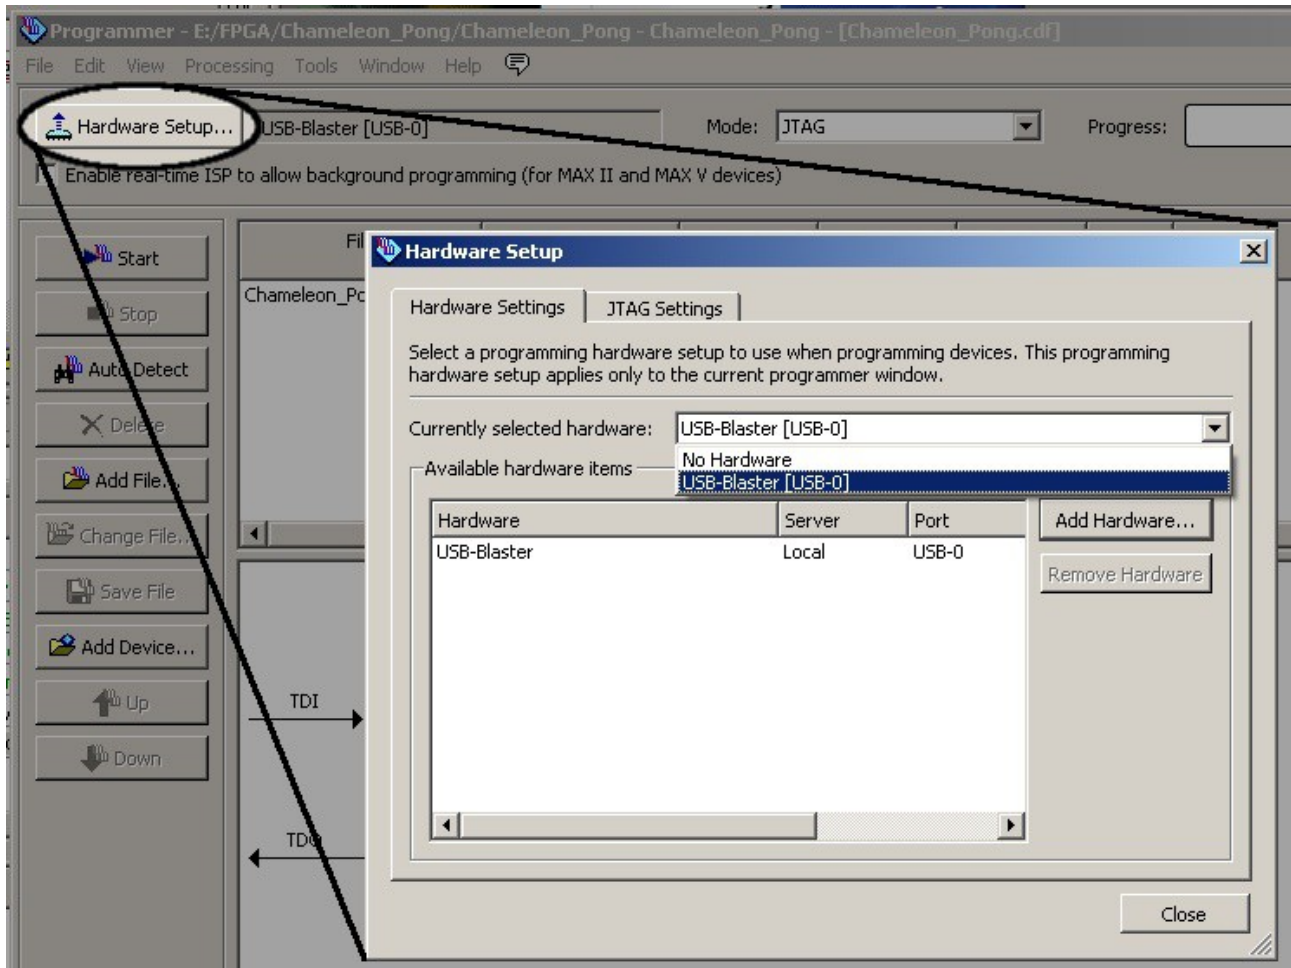 Programmer - E:/FPGA/Chameleon_Pong/Chameleon_Pong - Chameleon_Pong - [Chameleon_Pong.cdf]
File Edit View Processing Tools Window Help
Hardware Setup... USB-Blaster [USB-0] Mode: JTAG Progress:
Enable real-time ISP to allow background programming (for MAX II and MAX V devices)
Start
Stop
Auto Detect
Delete
Add File...
Change File...
Save File
Add Device...
Up
Down
Fil
Chameleon_Po
TDI
TDO
Hardware Setup
Hardware Settings JTAG Settings
Select a programming hardware setup to use when programming devices. This programming
hardware setup applies only to the current programmer window.
Currently selected hardware: USB-Blaster [USB-0]
No Hardware
USB-Blaster [USB-0]
Available hardware items
Hardware Server Port
USB-Blaster Local USB-0
Add Hardware...
Remove Hardware
Close